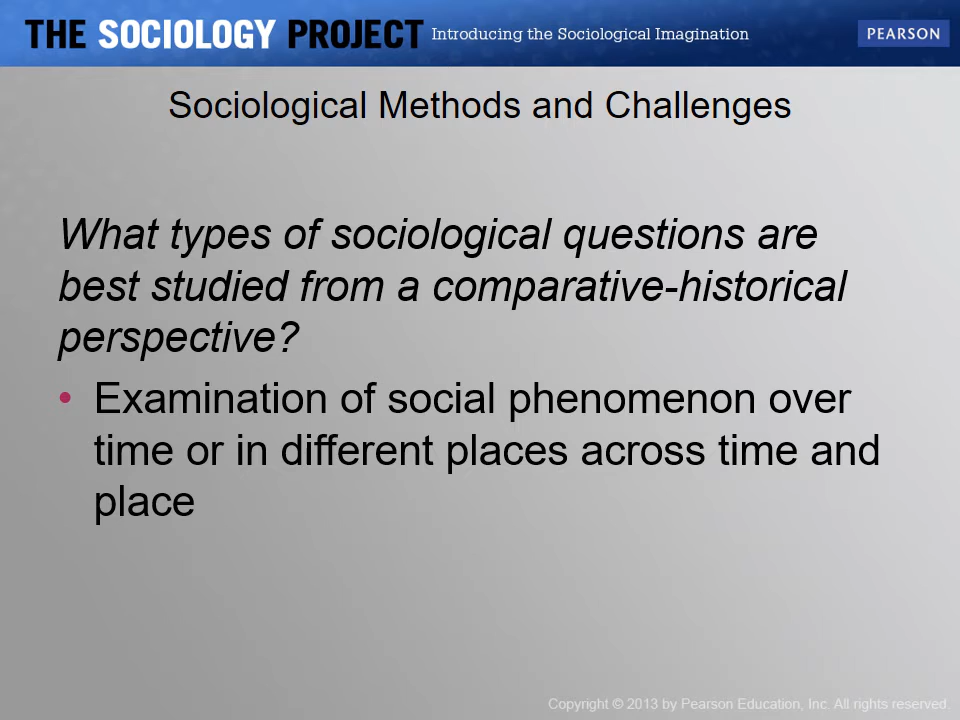 THE SOCIOLOGY PROJECT Introducing the Sociological Imagination PEARSON
Sociological Methods and Challenges
What types of sociological questions are
best studied from a comparative-historical
perspective?
• Examination of social phenomenon over
time or in different places across time and
place
Copyright © 2013 by Pearson Education, Inc. All rights reserved.